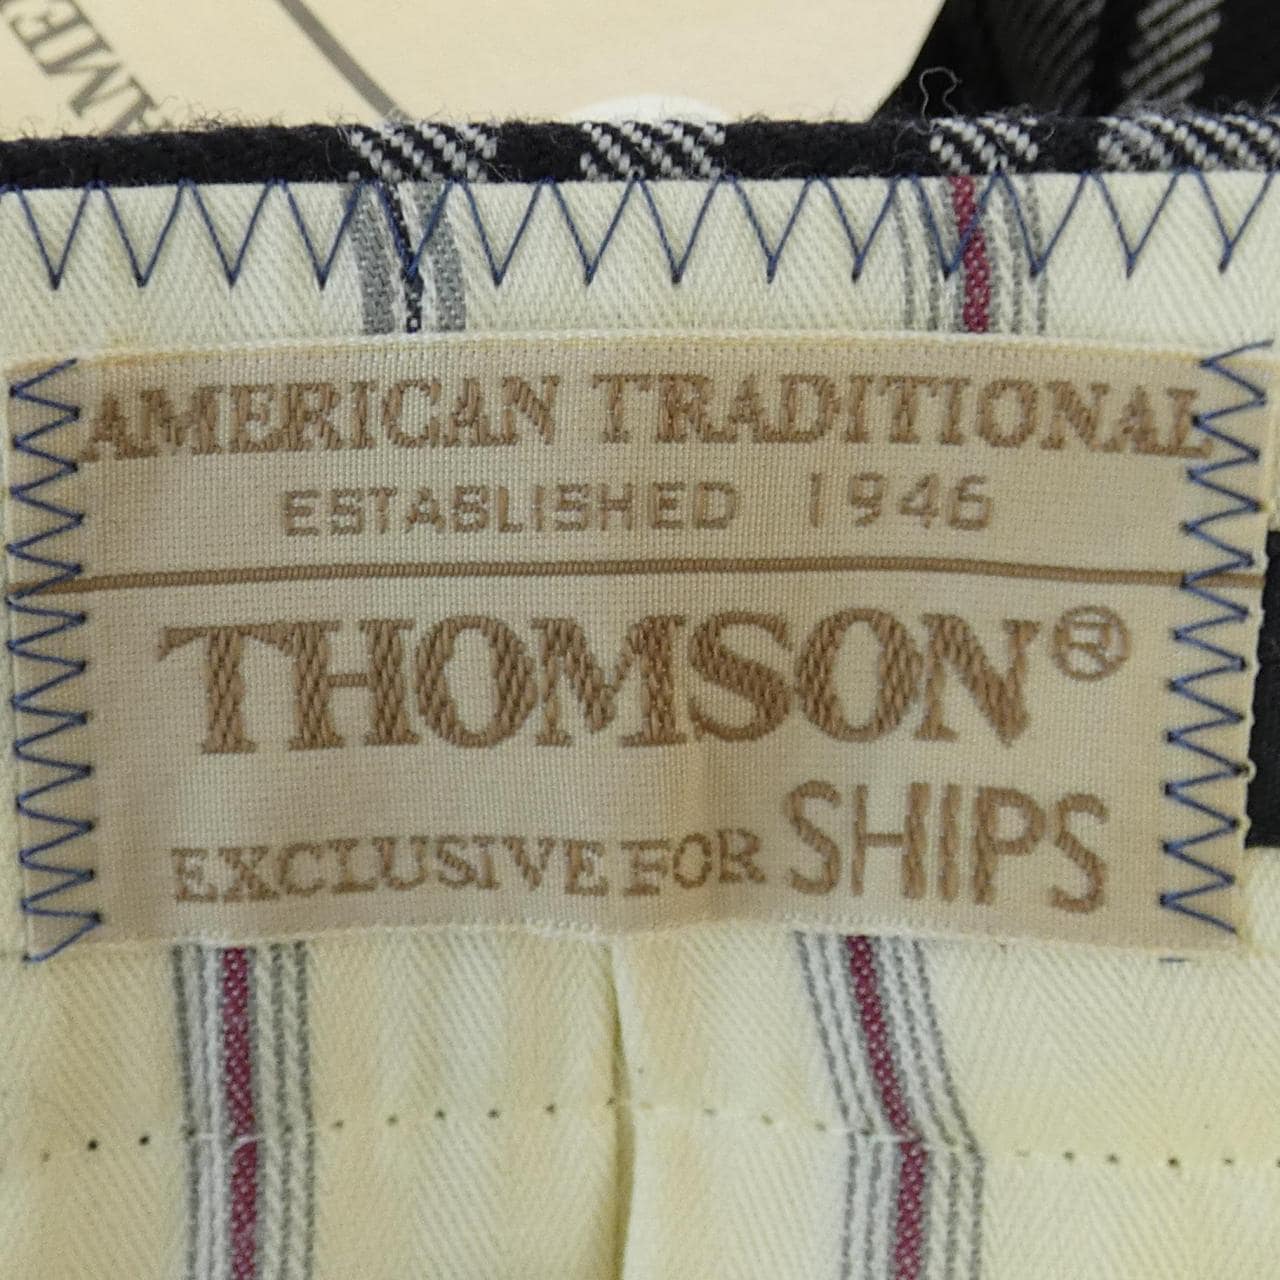 AMERICAN TRADITIONAL
ESTABLISHED 1946
THOMSON®
EXCLUSIVE FOR SHIPS